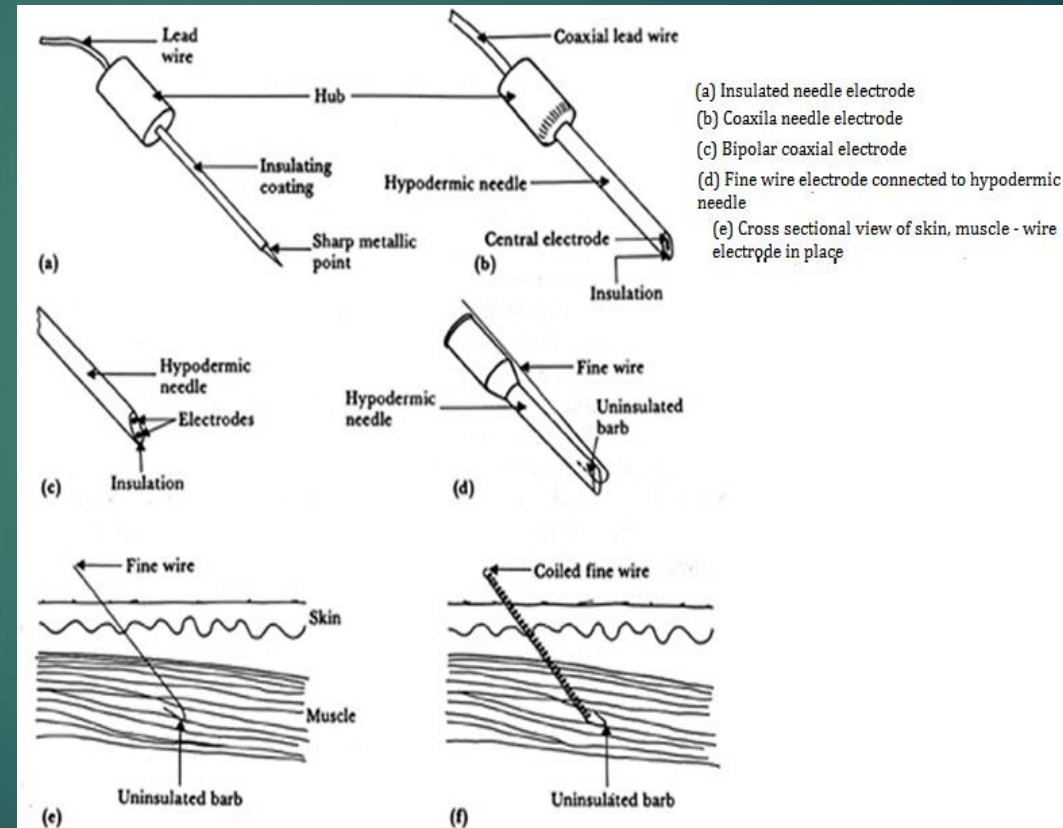 Lead
wire
Hub
Insulating
coating
Sharp metallic
point
(a)
Coaxial lead wire
Hypodermic needle
Central electrode
(b)
Insulation
(a) Insulated needle electrode
(b) Coaxila needle electrode
(c) Bipolar coaxial electrode
(d) Fine wire electrode connected to hypodermic
needle
(e) Cross sectional view of skin, muscle - wire
electrode in place
Hypodermic
needle
Electrodes
Insulation
(c)
Fine wire
Hypodermic
needle
Uninsulated
barb
(d)
Fine wire
Skin
Muscle
Uninsulated barb
(e)
Coiled fine wire
Uninsulated barb
(f)